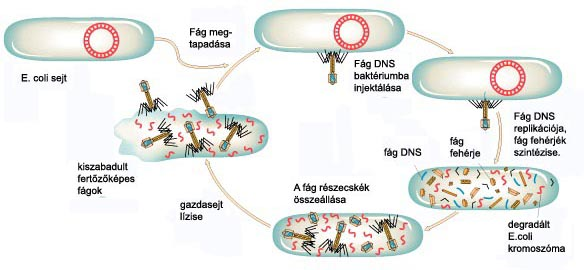 E. coli sejt
Fág meg-
tapadása
Fág DNS
baktériumba
injektálása
Fág DNS
replikációja,
fág fehérjék
szintézise.
fág DNS
fág
fehérje
degradált
E.coli
kromoszóma
A fág részecskék
összeállása
gazdasejt
lízise
kiszabadult
fertőzőképes
fágok